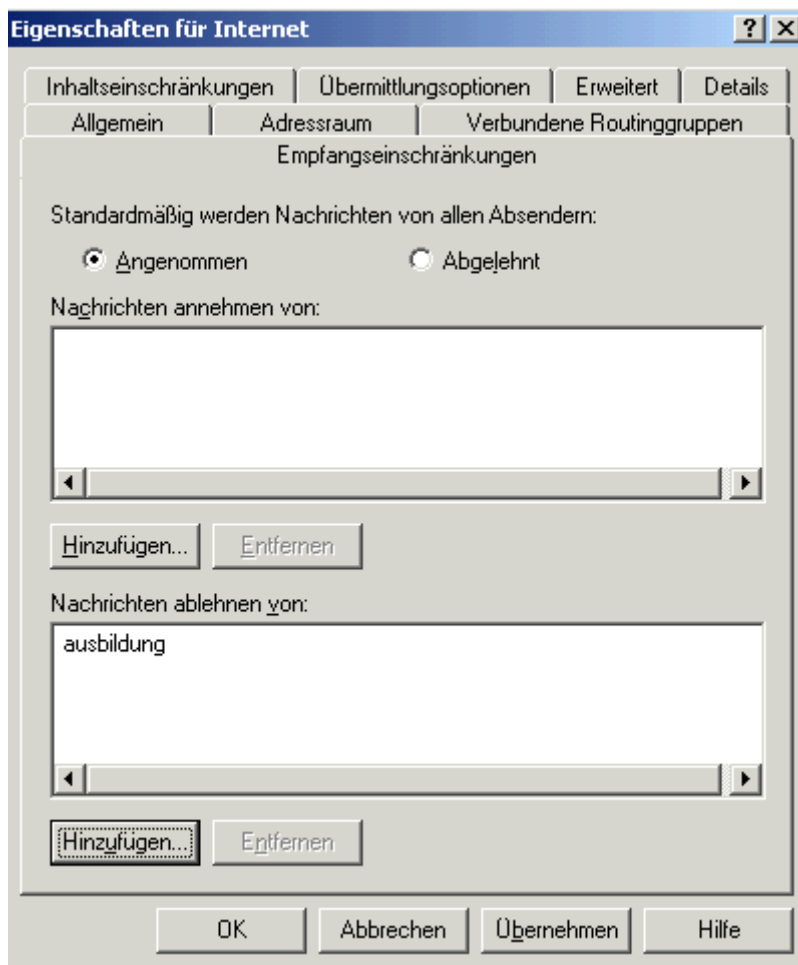 Eigenschaften für Internet
Inhaltseinschränkungen Übermittlungsoptionen Erweitert Details
Allgemein Adressraum Verbundene Routinggruppen
Empfangseinschränkungen
Standardmäßig werden Nachrichten von allen Absendern:
Angenommen Abgelehnt
Nachrichten annehmen von:
Hinzufügen... Entfernen
Nachrichten ablehnen von:
ausbildung
Hinzufügen... Entfernen
OK Abbrechen Übernehmen Hilfe